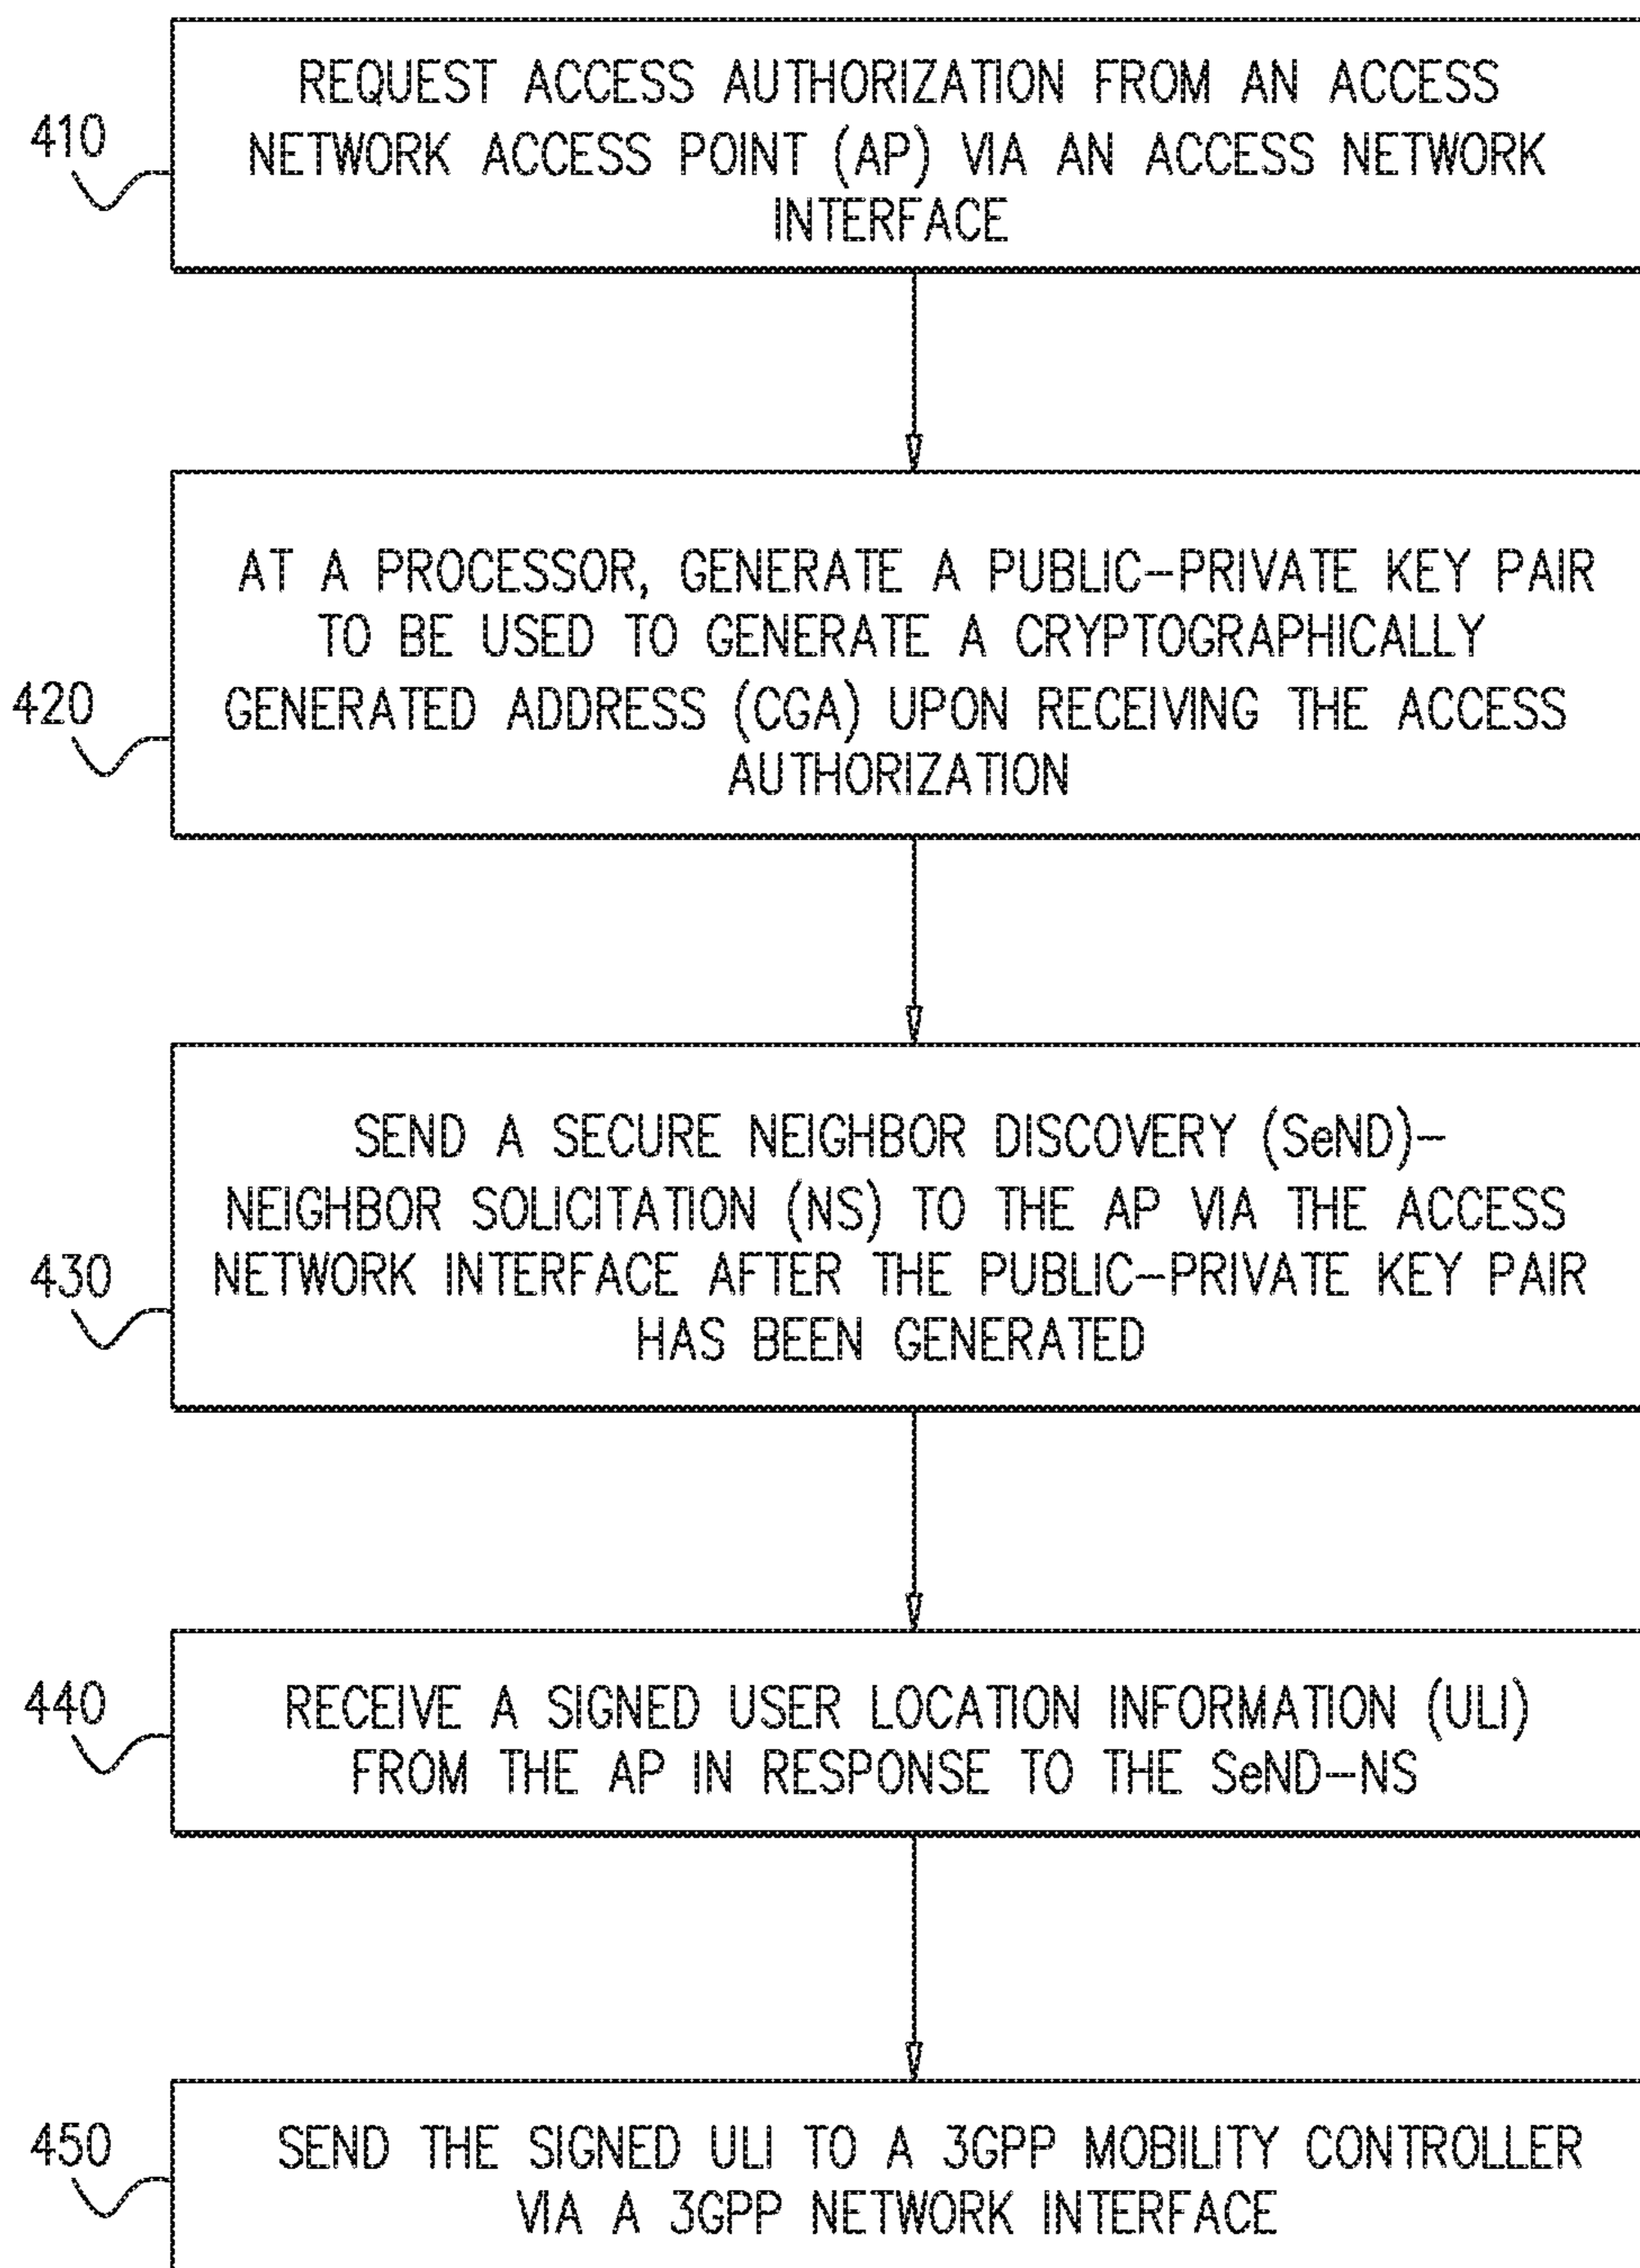 REQUEST ACCESS AUTHORIZATION FROM AN ACCESS
410
NETWORK ACCESS POINT (AP) VIA AN ACCESS NETWORK
INTERFACE
AT A PROCESSOR, GENERATE A PUBLIC-PRIVATE KEY PAIR
TO BE USED TO GENERATE A CRYPTOGRAPHICALLY
420
GENERATED ADDRESS (CGA) UPON RECEIVING THE ACCESS
AUTHORIZATION
SEND A SECURE NEIGHBOR DISCOVERY (SeND)-
NEIGHBOR SOLICITATION (NS) TO THE AP VIA THE ACCESS
430
NETWORK INTERFACE AFTER THE PUBLIC-PRIVATE KEY PAIR
HAS BEEN GENERATED
440
RECEIVE A SIGNED USER LOCATION INFORMATION (ULI)
FROM THE AP IN RESPONSE TO THE SeND-NS
450
SEND THE SIGNED ULI TO A 3GPP MOBILITY CONTROLLER
VIA A 3GPP NETWORK INTERFACE